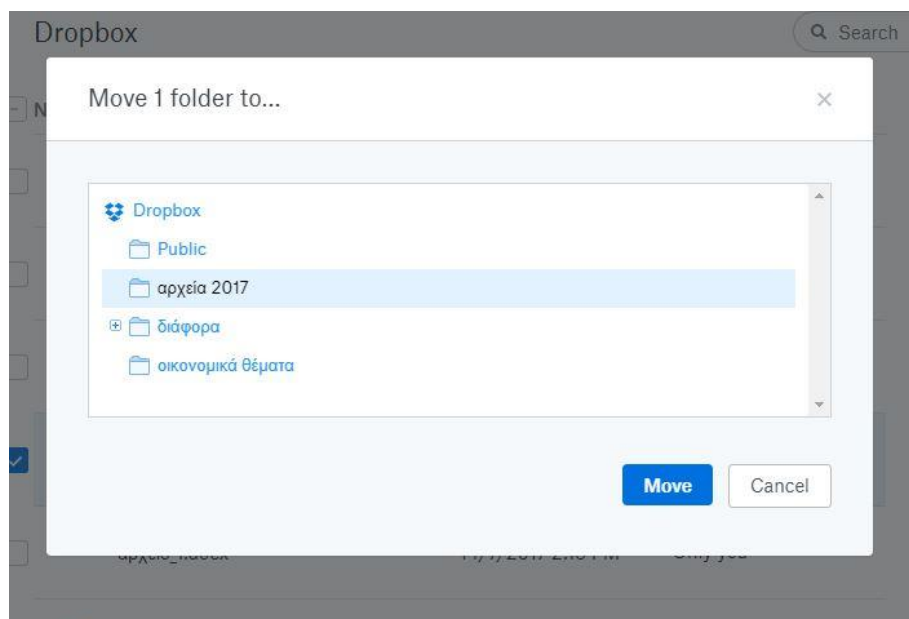 Dropbox
Search
N
Move 1 folder to...
Dropbox
Public
αρχεία 2017
διάφορα
οικονομικά θέματα
Move
Cancel